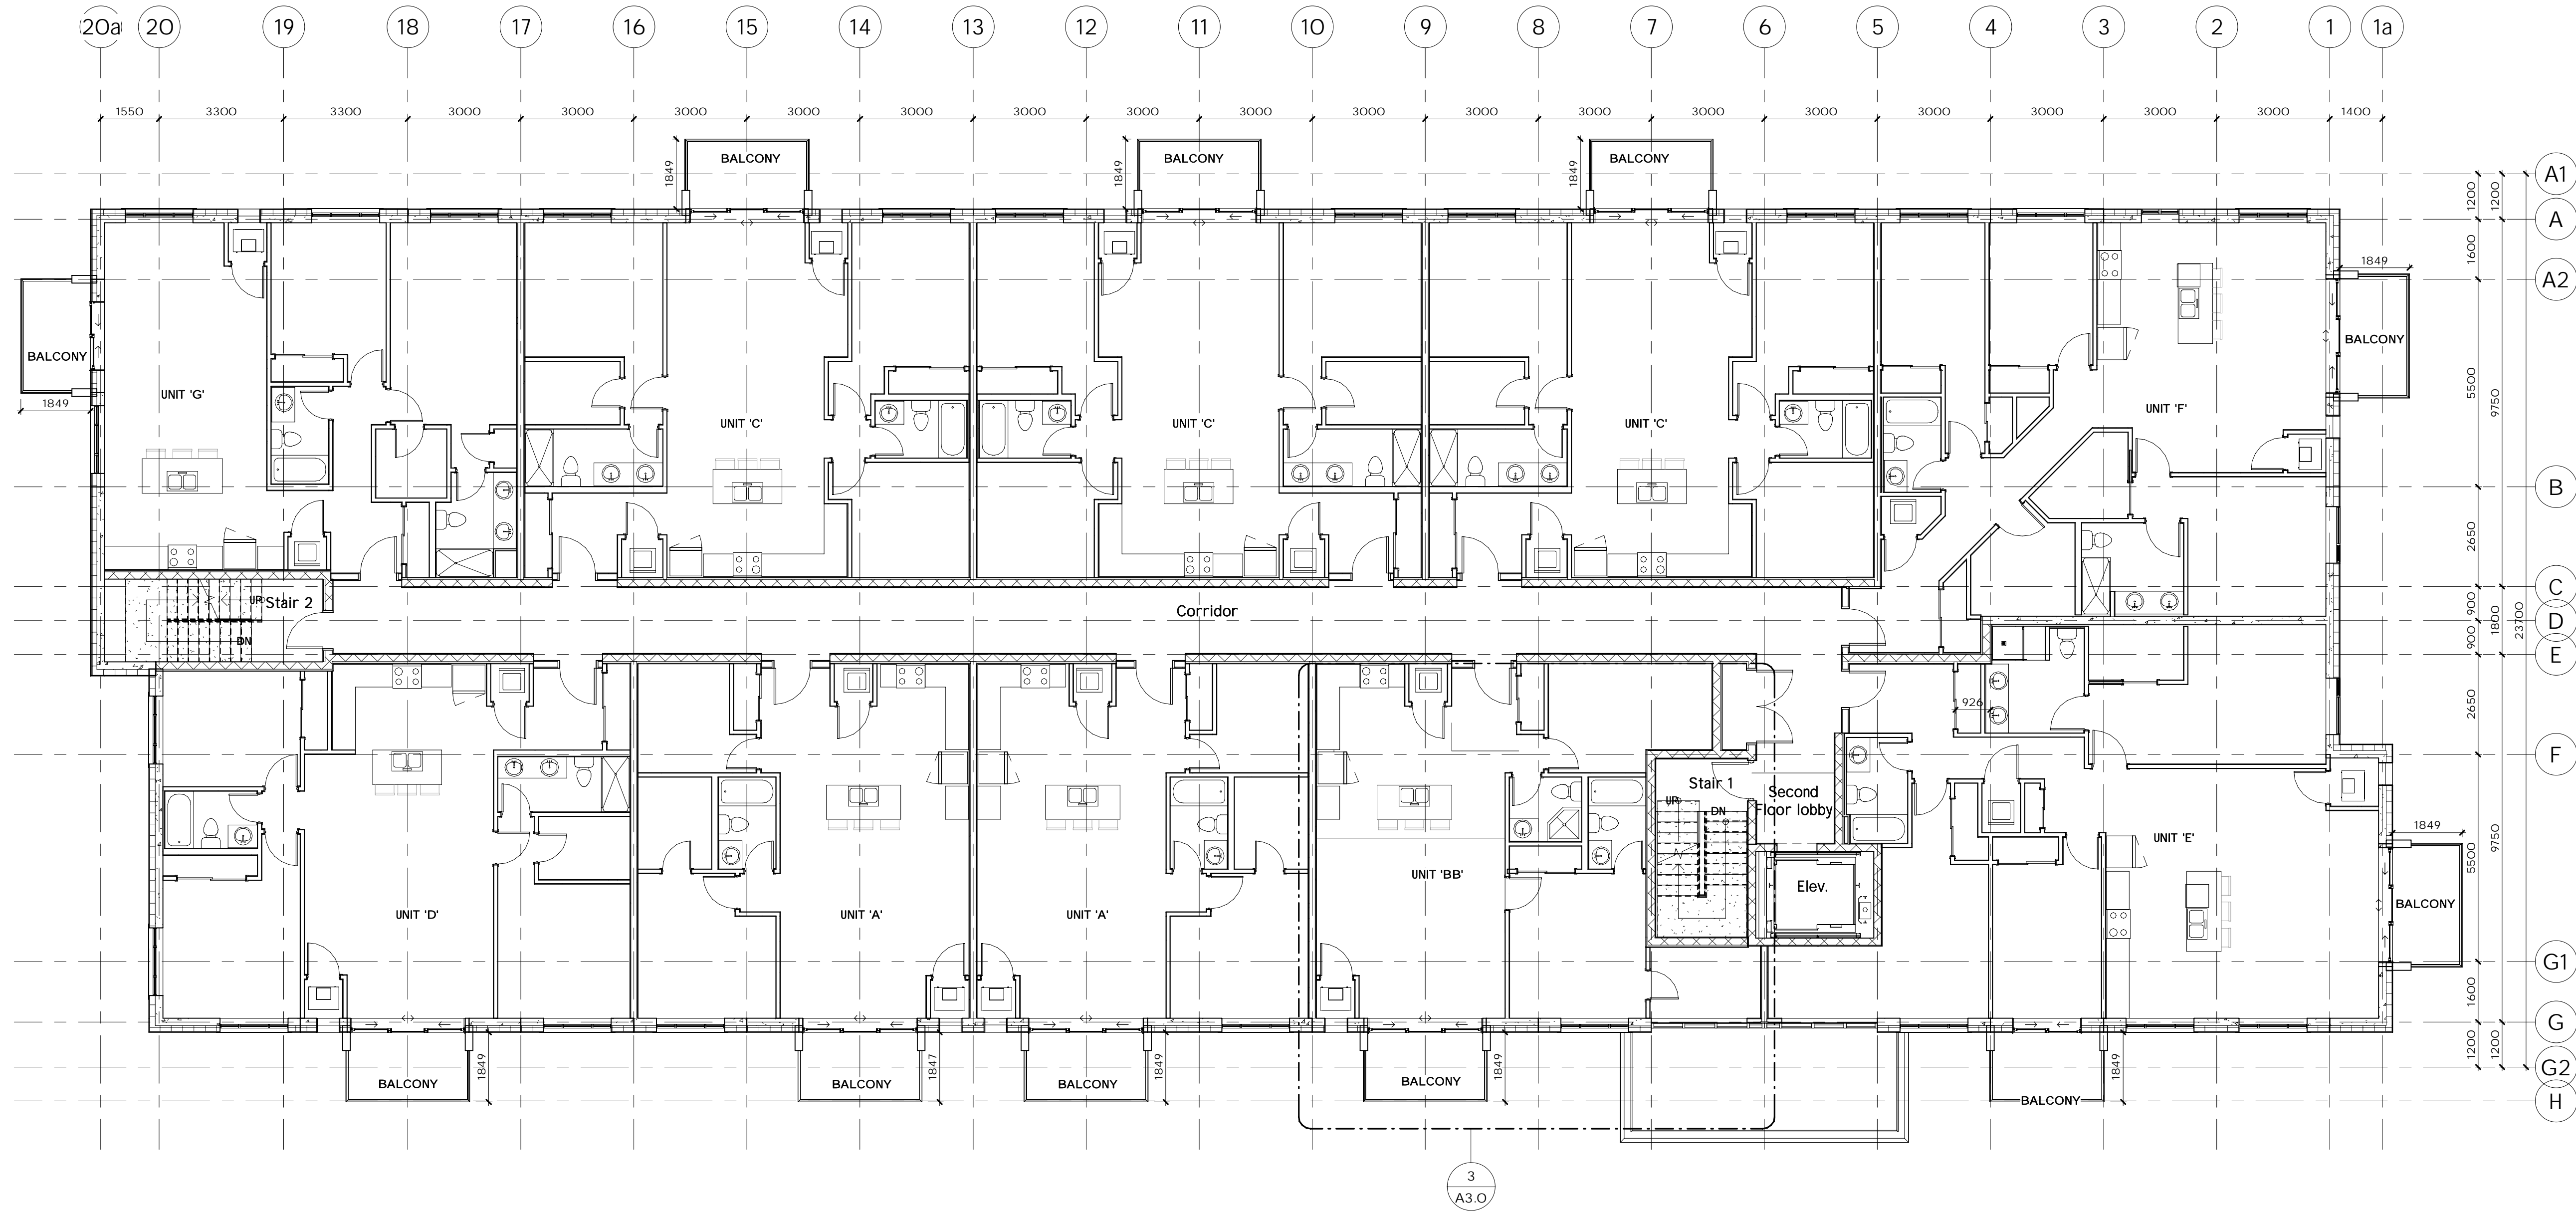 20a 20 19 18 17 16 15 14 13 12 11 10 9 8 7 6 5 4 3 2 1 1a
1550 3300 3300 3000 3000 3000 3000 3000 3000 3000 3000 3000 3000 3000 3000 3000 3000 3000 3000 3000 1400
BALCONY BALCONY BALCONY
1849 1849 1849
A1
1200 1200
A
1600
1849
A2
BALCONY BALCONY
1849
UNIT 'G' UNIT 'C' UNIT 'C' UNIT 'C' UNIT 'F'
5500 9750
B
2650
C
UP Stair 2
Corridor
900 1800 23700
D
DN
900
E
926
2650
F
Stair 1
UP
DN
Second
Floor lobby
UNIT 'E'
1849
5500 9750
UNIT 'BB'
Elev.
UNIT 'D' UNIT 'A' UNIT 'A'
BALCONY
G1
1600
G
1200 1200
1849 1847 1849 1849 1849
G2
BALCONY BALCONY BALCONY BALCONY
BALCONY
H
3
A3.0